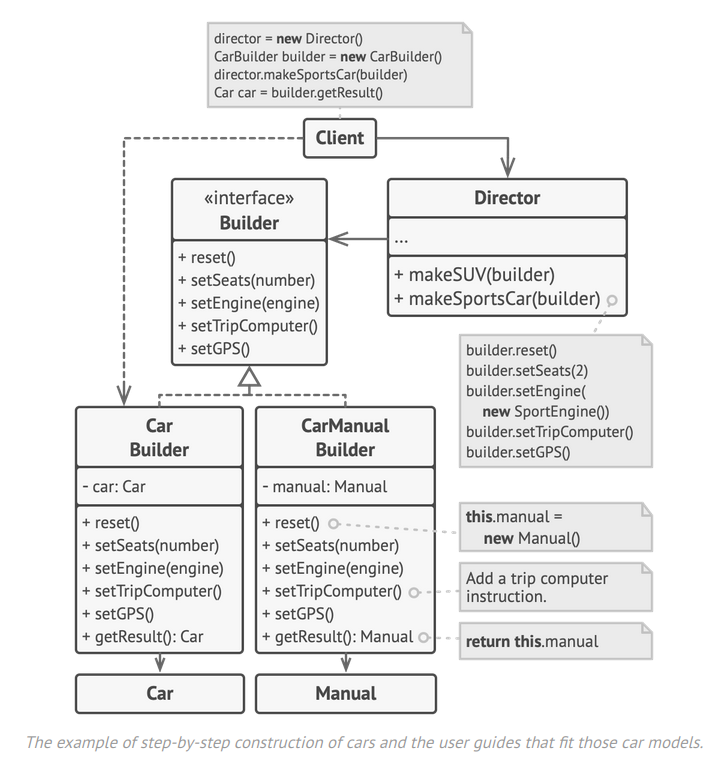 director = new Director()
CarBuilder builder = new CarBuilder()
director.makeSportsCar(builder)
Car car = builder.getResult()
Client
«interface»
Builder
+ reset()
+ setSeats(number)
+ setEngine(engine)
+ setTripComputer()
+ setGPS()
Director
...
+ makeSUV(builder)
+ makeSportsCar(builder)
builder.reset()
builder.setSeats(2)
builder.setEngine(
new SportEngine())
builder.setTripComputer()
builder.setGPS()
Car
Builder
- car: Car
+ reset()
+ setSeats(number)
+ setEngine(engine)
+ setTripComputer()
+ setGPS()
+ getResult(): Car
CarManual
Builder
- manual: Manual
+ reset()
+ setSeats(number)
+ setEngine(engine)
+ setTripComputer()
+ setGPS()
+ getResult(): Manual
this.manual =
new Manual()
Add a trip computer
instruction.
return this.manual
Car
Manual
The example of step-by-step construction of cars and the user guides that fit those car models.